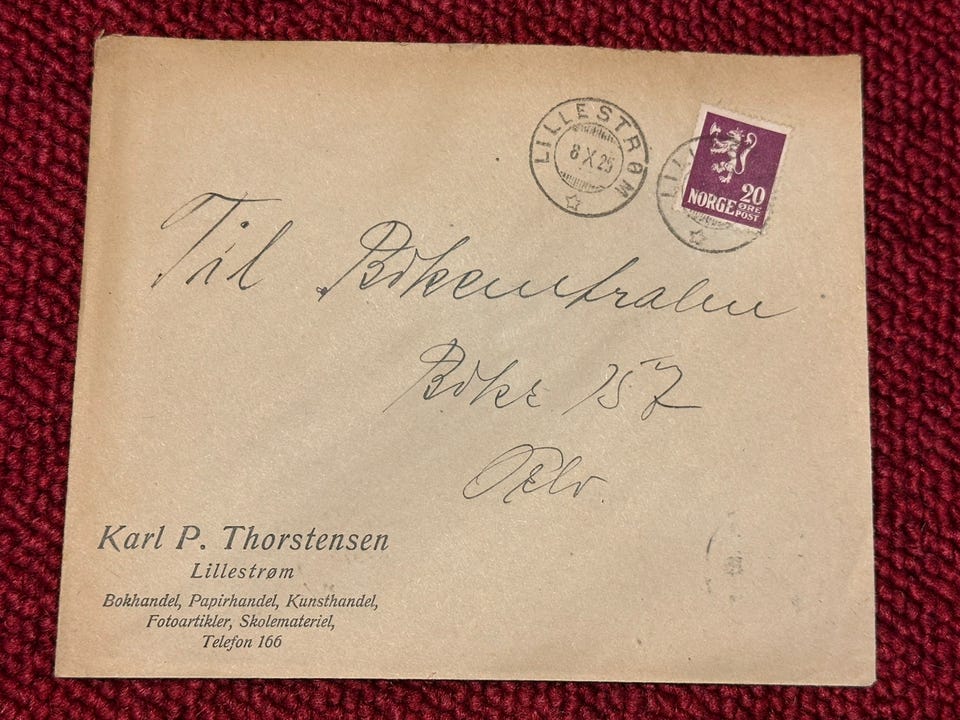 LILLESTRØM
8 X 25
LILLE
20
NORGE ØRE POST
Til Bokcentralen
Boks 157
Oslo.
Karl P. Thorstensen
Lillestrøm
Bokhandel, Papirhandel, Kunsthandel,
Fotoartikler, Skolemateriel,
Telefon 166